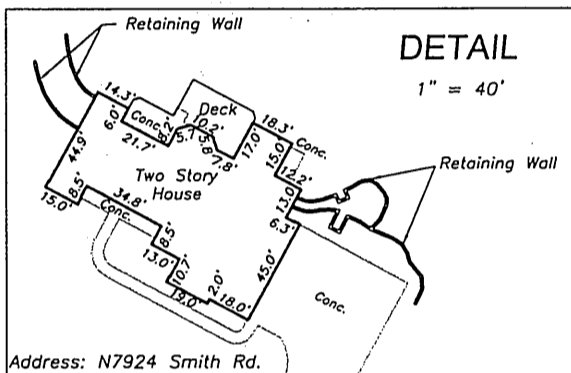 Retaining Wall
DETAIL
1" = 40'
14.3'
Deck
18.3'
6.0'
Conc.
8.2'
5.7'
10.2'
5.8'
17.0'
Conc.
21.7'
7.8'
15.0'
44.9'
12.2'
Retaining Wall
Two Story
House
13.0'
8.5'
34.8'
15.0'
Conc.
6.3'
8.5'
13.0'
10.7'
45.0'
2.0'
19.0'
18.0'
Conc.
Address: N7924 Smith Rd.